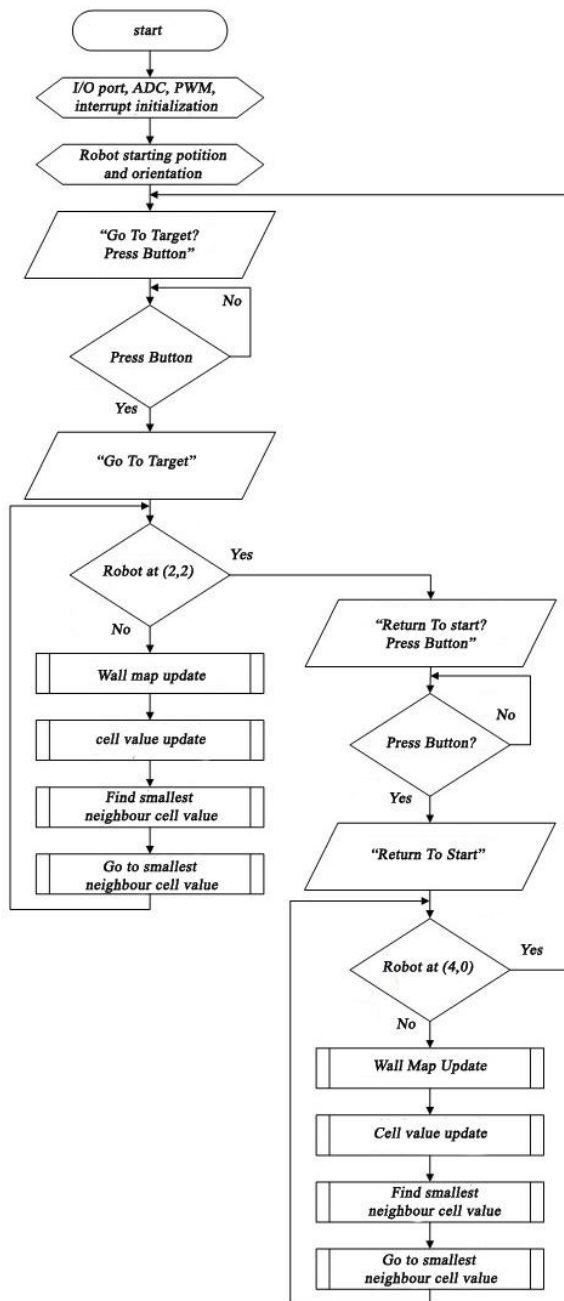 start
I/O port, ADC, PWM,
interrupt initialization
Robot starting potition
and orientation
“Go To Target?
Press Button”
No
Press Button
Yes
“Go To Target”
Robot at (2,2)
Yes
No
Wall map update
cell value update
Find smallest
neighbour cell value
Go to smallest
neighbour cell value
“Return To start?
Press Button”
No
Press Button?
Yes
“Return To Start”
Robot at (4,0)
Yes
No
Wall Map Update
Cell value update
Find smallest
neighbour cell value
Go to smallest
neighbour cell value